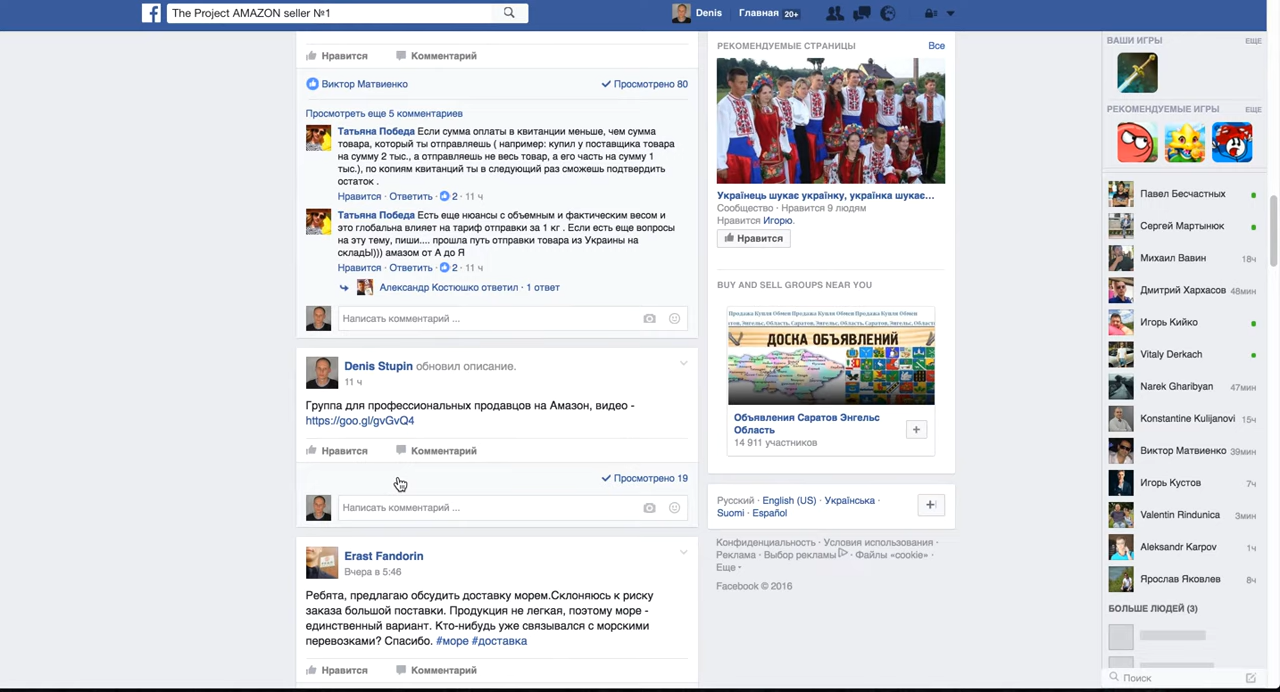 The Project AMAZON seller №1
Denis
Главная 20+
Нравится Комментарий
Виктор Матвиенко
Просмотрено 80
Просмотреть еще 5 комментариев
Татьяна Победа Если сумма оплаты в квитанции меньше, чем сумма
товара, который ты отправляешь ( например: купил у поставщика товара
на сумму 2 тыс., а отправляешь не весь товар, а его часть на сумму 1
тыс.), по копиям квитанций ты в следующий раз сможешь подтвердить
остаток .
Нравится · Ответить · 2 · 11 ч
Татьяна Победа Есть еще нюансы с объемным и фактическим весом и
это глобальна влияет на тариф отправки за 1 кг . Если есть еще вопросы
на эту тему, пиши.... прошла путь отправки товара из Украины на
складЫ))) амазом от А до Я
Нравится · Ответить · 2 · 11 ч
Александр Костюшко ответил · 1 ответ
Написать комментарий ...
Denis Stupin обновил описание.
11 ч
Группа для профессиональных продавцов на Амазон, видео -
https://goo.gl/gvGvQ4
Нравится Комментарий
Просмотрено 19
Написать комментарий ...
Erast Fandorin
Вчера в 5:46
Ребята, предлагаю обсудить доставку морем.Склоняюсь к риску
заказа большой поставки. Продукция не легкая, поэтому море -
единственный вариант. Кто-нибудь уже связывался с морскими
перевозками? Спасибо. #море #доставка
Нравится Комментарий
РЕКОМЕНДУЕМЫЕ СТРАНИЦЫ
Все
Українець шукає українку, українка шукає...
Сообщество · Нравится 9 людям
Нравится Игорю.
Нравится
BUY AND SELL GROUPS NEAR YOU
Продажа Купля Обмен Продажа Купля Обмен
ДОСКА ОБЪЯВЛЕНИЙ
Объявления Саратов Энгельс
Область
14 911 участников
Русский · English (US) · Українська ·
Suomi · Español
Конфиденциальность · Условия использования ·
Реклама · Выбор рекламы · Файлы «cookie» ·
Еще
Facebook © 2016
ВАШИ ИГРЫ
ЕЩЕ
РЕКОМЕНДУЕМЫЕ ИГРЫ
ЕЩЕ
Павел Бесчастных
Сергей Мартынюк
Михаил Вавин 18ч
Дмитрий Хархасов 48мин
Игорь Кийко
Vitaly Derkach
Narek Gharibyan 47мин
Konstantine Kulijanovi 15ч
Виктор Матвиенко 39мин
Игорь Кустов 7ч
Valentin Rindunica 3мин
Aleksandr Karpov 1ч
Ярослав Яковлев 8ч
БОЛЬШЕ ЛЮДЕЙ (3)
Поиск